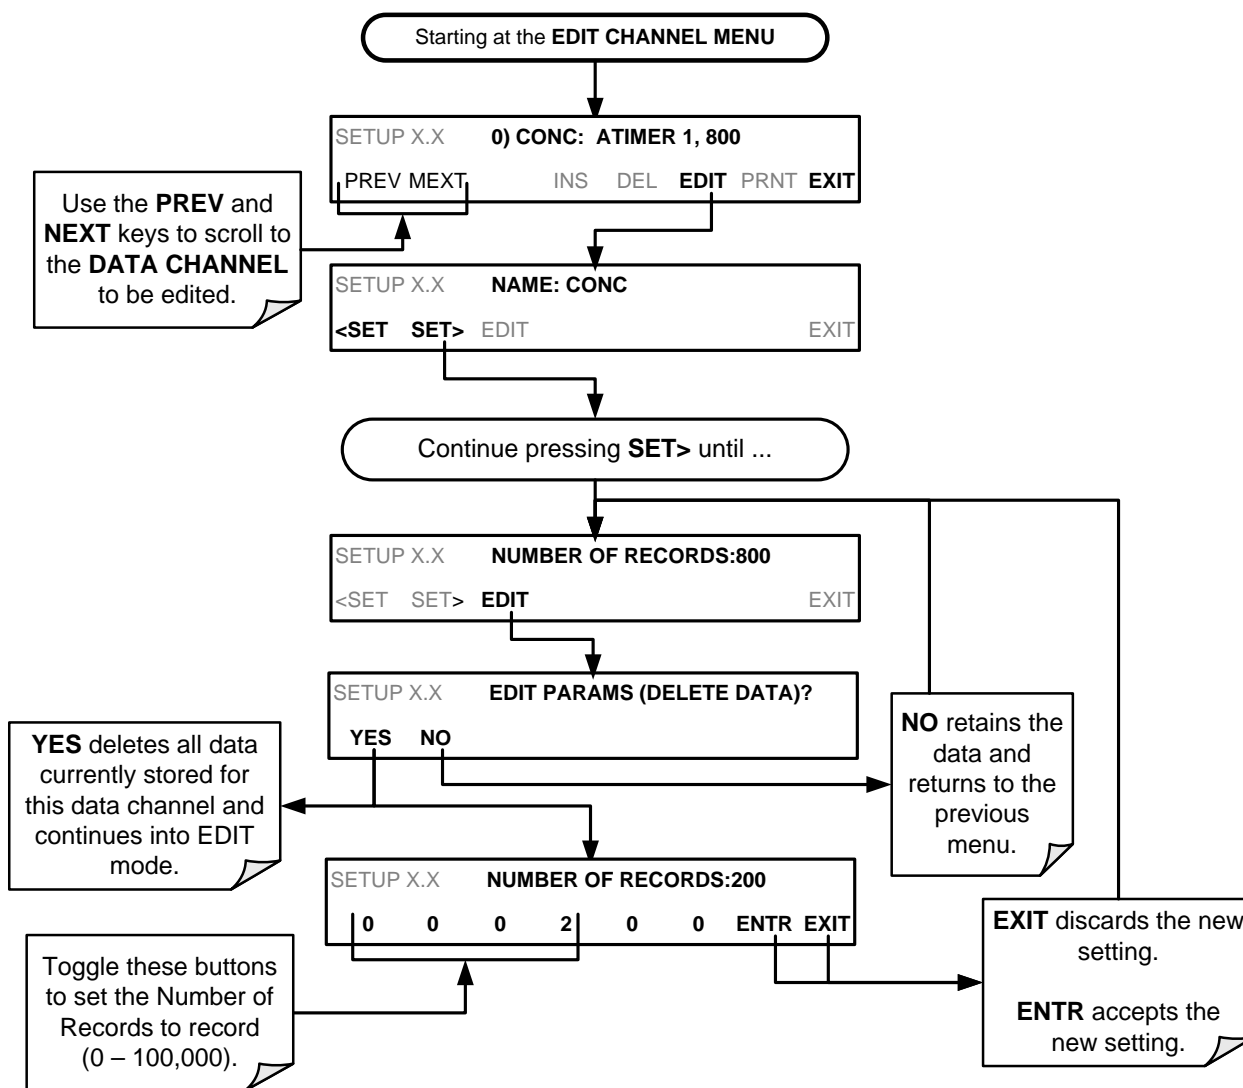 Starting at the EDIT CHANNEL MENU
SETUP X.X 0) CONC: ATIMER 1, 800
PREV MEXT INS DEL EDIT PRNT EXIT
Use the PREV and
NEXT keys to scroll to
the DATA CHANNEL
to be edited.
SETUP X.X NAME: CONC
<SET SET> EDIT EXIT
Continue pressing SET> until ...
SETUP X.X NUMBER OF RECORDS:800
<SET SET> EDIT EXIT
SETUP X.X EDIT PARAMS (DELETE DATA)?
YES NO
YES deletes all data
currently stored for
this data channel and
continues into EDIT
mode.
NO retains the
data and
returns to the
previous
menu.
SETUP X.X NUMBER OF RECORDS:200
0 0 0 2 0 0 ENTR EXIT
Toggle these buttons
to set the Number of
Records to record
(0 – 100,000).
EXIT discards the new
setting.
ENTR accepts the
new setting.